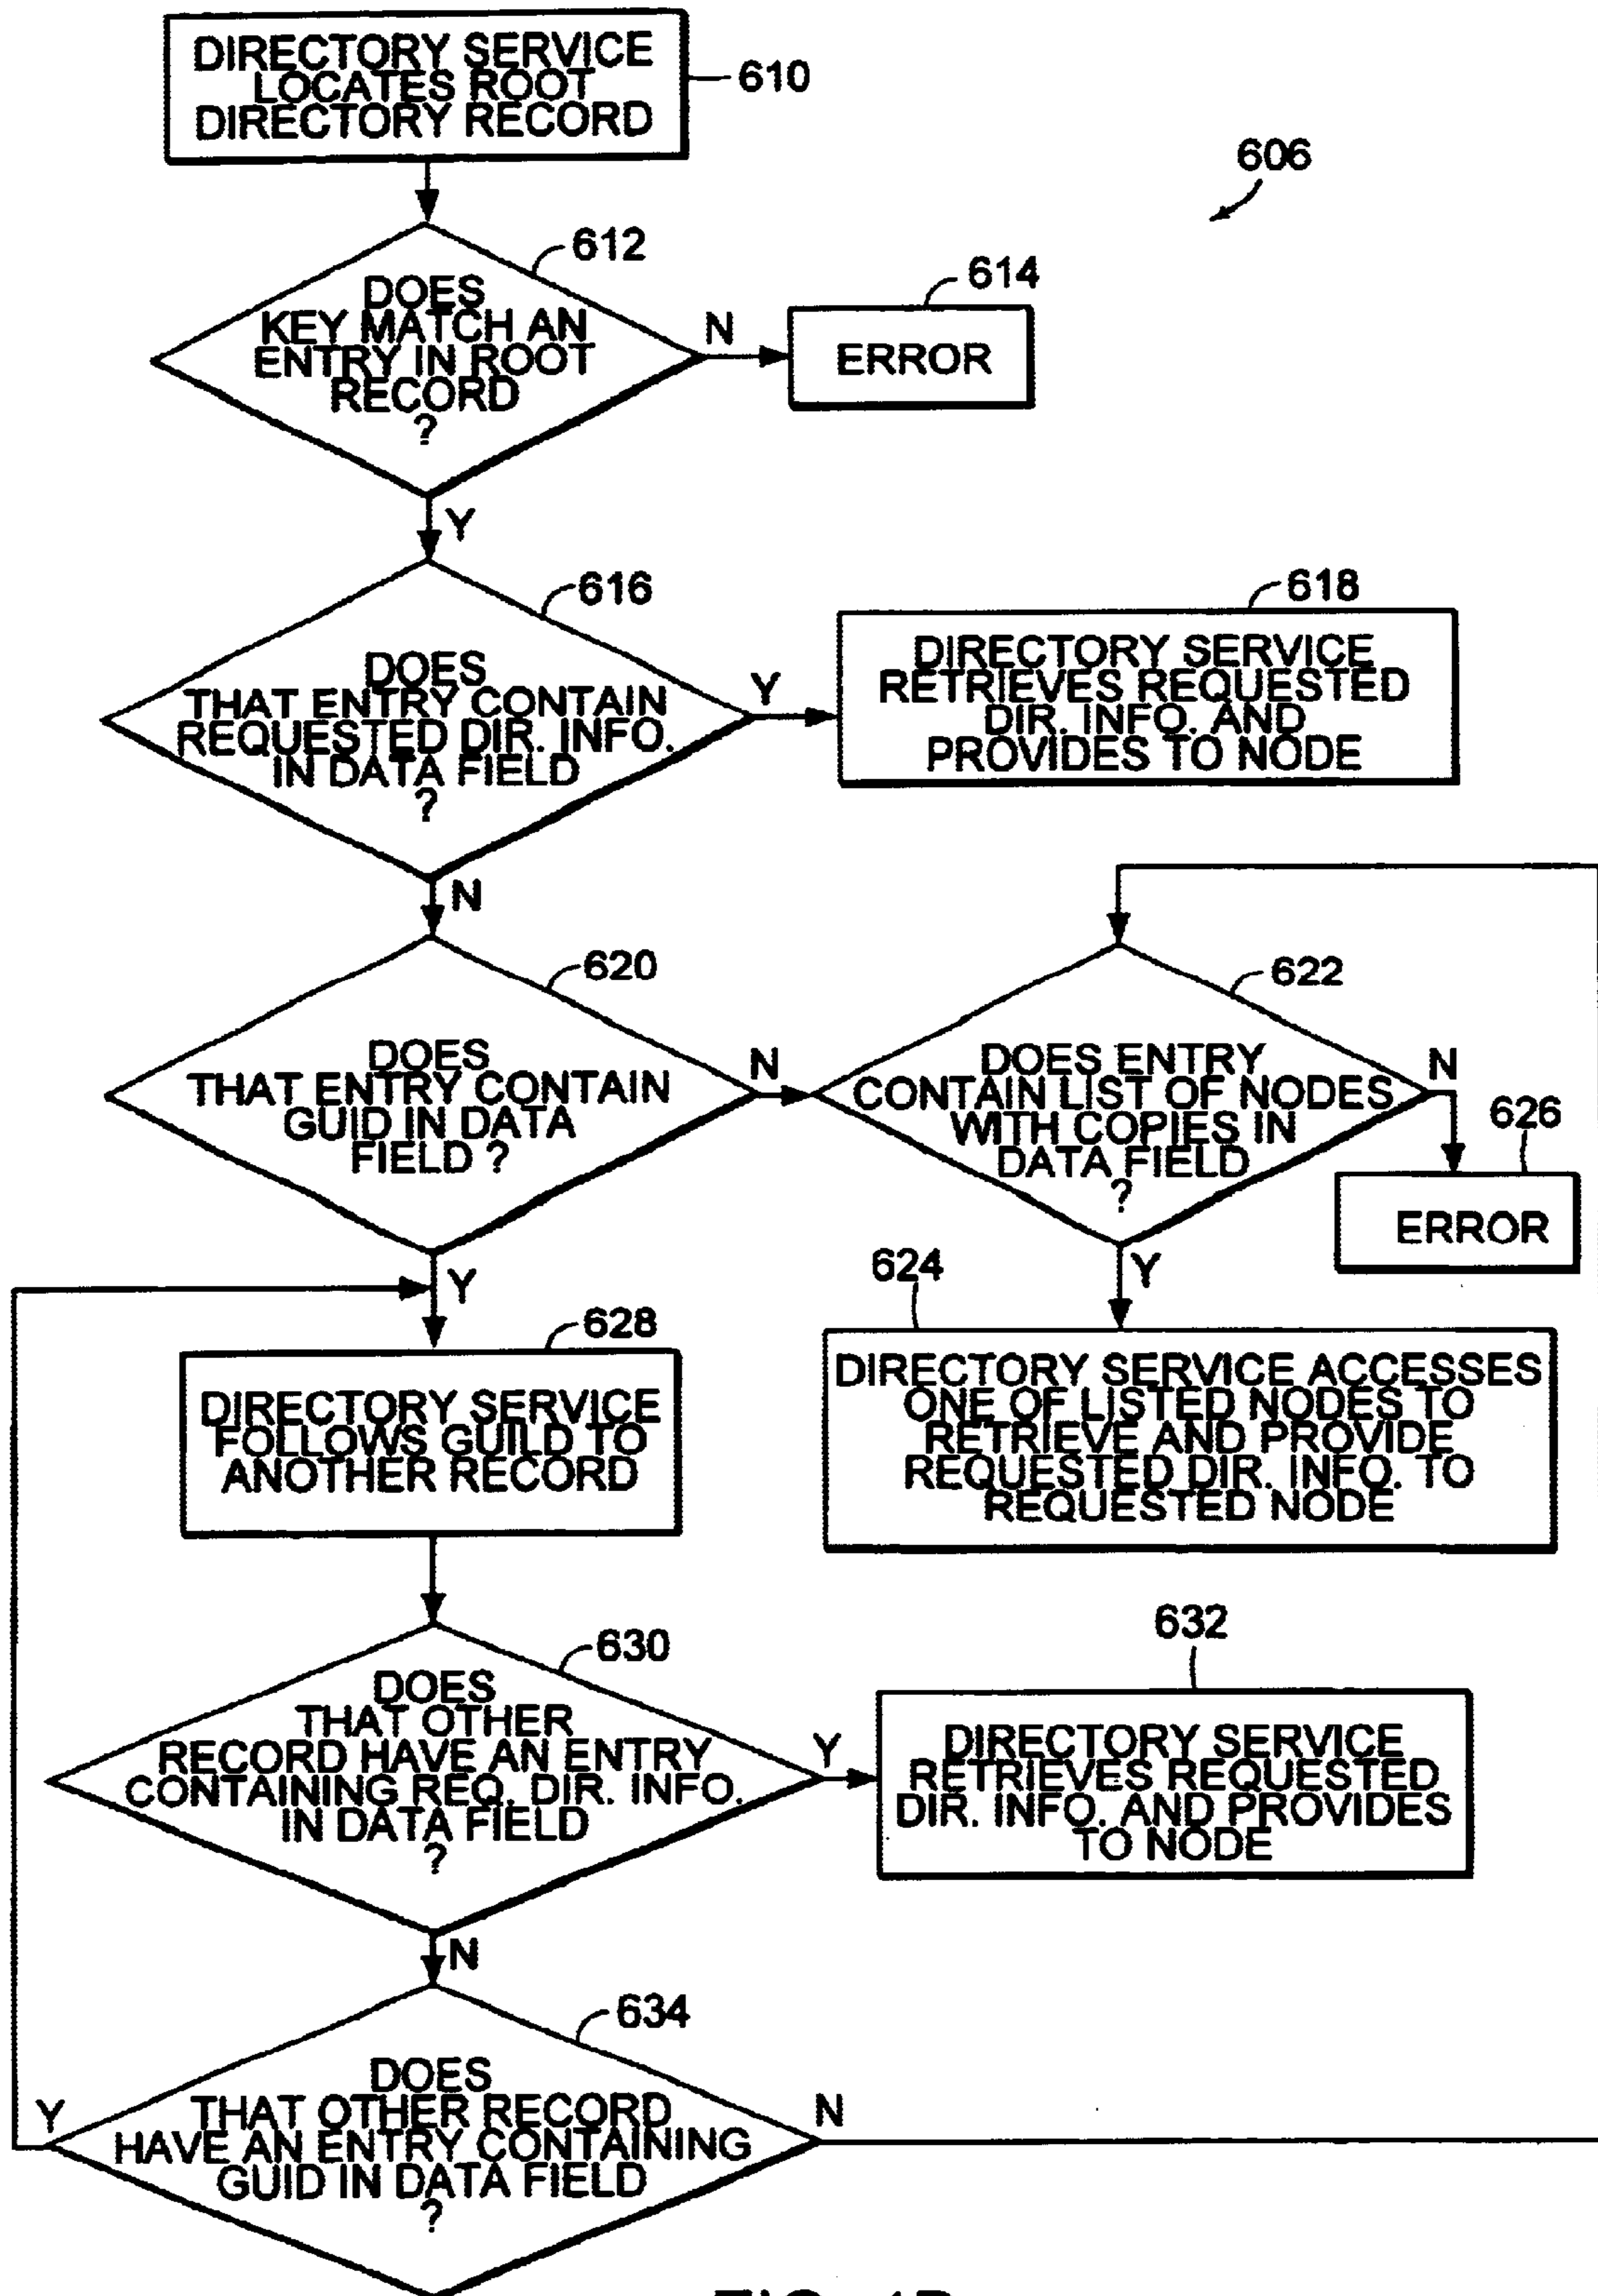 DIRECTORY SERVICE
LOCATES ROOT
DIRECTORY RECORD
610
606
612
DOES
KEY MATCH AN
ENTRY IN ROOT
RECORD
?
N
614
ERROR
Y
616
DOES
THAT ENTRY CONTAIN
REQUESTED DIR. INFO.
IN DATA FIELD
?
Y
618
DIRECTORY SERVICE
RETRIEVES REQUESTED
DIR. INFO. AND
PROVIDES TO NODE
N
620
DOES
THAT ENTRY CONTAIN
GUID IN DATA
FIELD ?
N
622
DOES ENTRY
CONTAIN LIST OF NODES
WITH COPIES IN
DATA FIELD
?
N
626
ERROR
Y
624
DIRECTORY SERVICE ACCESSES
ONE OF LISTED NODES TO
RETRIEVE AND PROVIDE
REQUESTED DIR. INFO. TO
REQUESTED NODE
Y
628
DIRECTORY SERVICE
FOLLOWS GUILD TO
ANOTHER RECORD
630
DOES
THAT OTHER
RECORD HAVE AN ENTRY
CONTAINING REQ. DIR. INFO.
IN DATA FIELD
?
Y
632
DIRECTORY SERVICE
RETRIEVES REQUESTED
DIR. INFO. AND PROVIDES
TO NODE
N
634
DOES
THAT OTHER RECORD
HAVE AN ENTRY CONTAINING
GUID IN DATA FIELD
?
Y
N